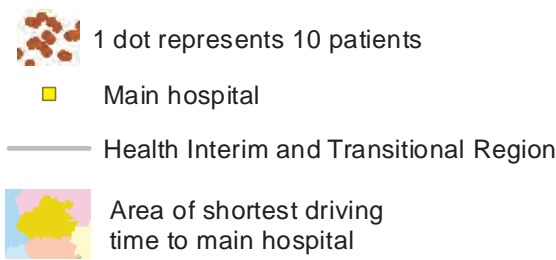 1 dot represents 10 patients
Main hospital
Health Interim and Transitional Region
Area of shortest driving
time to main hospital